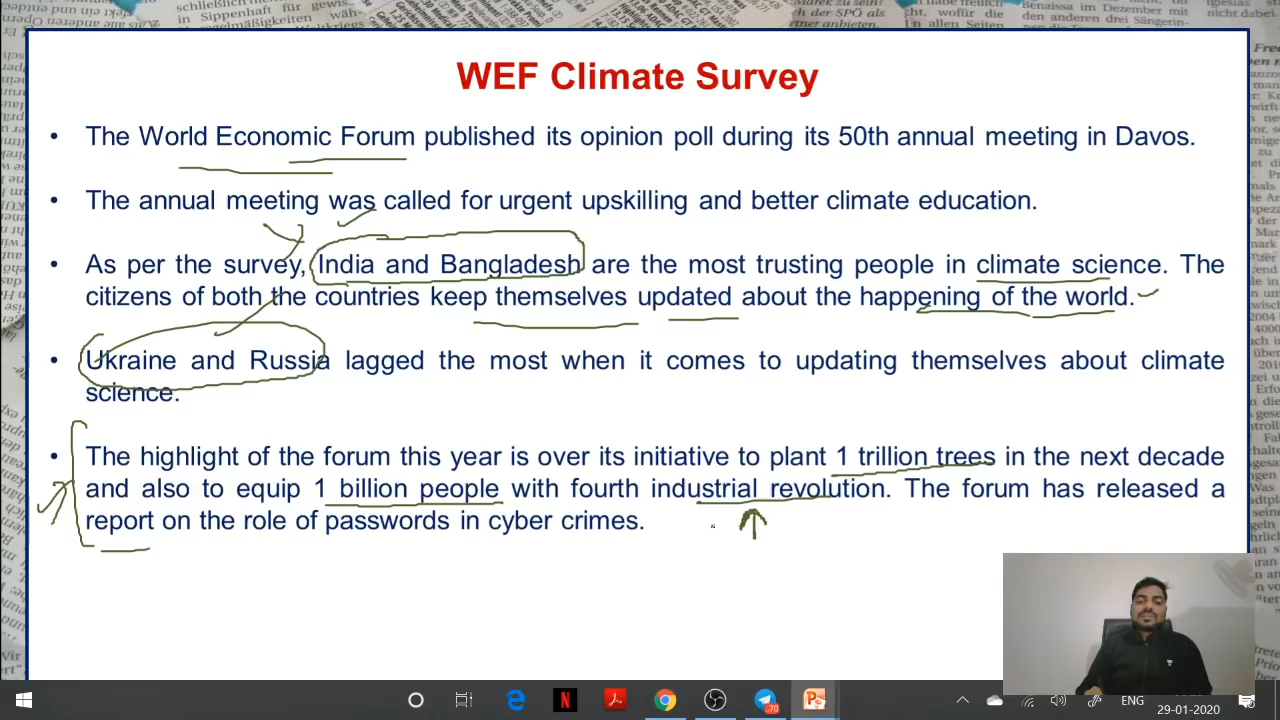 WEF Climate Survey
• The World Economic Forum published its opinion poll during its 50th annual meeting in Davos.
• The annual meeting was called for urgent upskilling and better climate education.
• As per the survey, India and Bangladesh are the most trusting people in climate science. The
citizens of both the countries keep themselves updated about the happening of the world.
• Ukraine and Russia lagged the most when it comes to updating themselves about climate
science.
• The highlight of the forum this year is over its initiative to plant 1 trillion trees in the next decade
and also to equip 1 billion people with fourth industrial revolution. The forum has released a
report on the role of passwords in cyber crimes.
ENG
29-01-2020